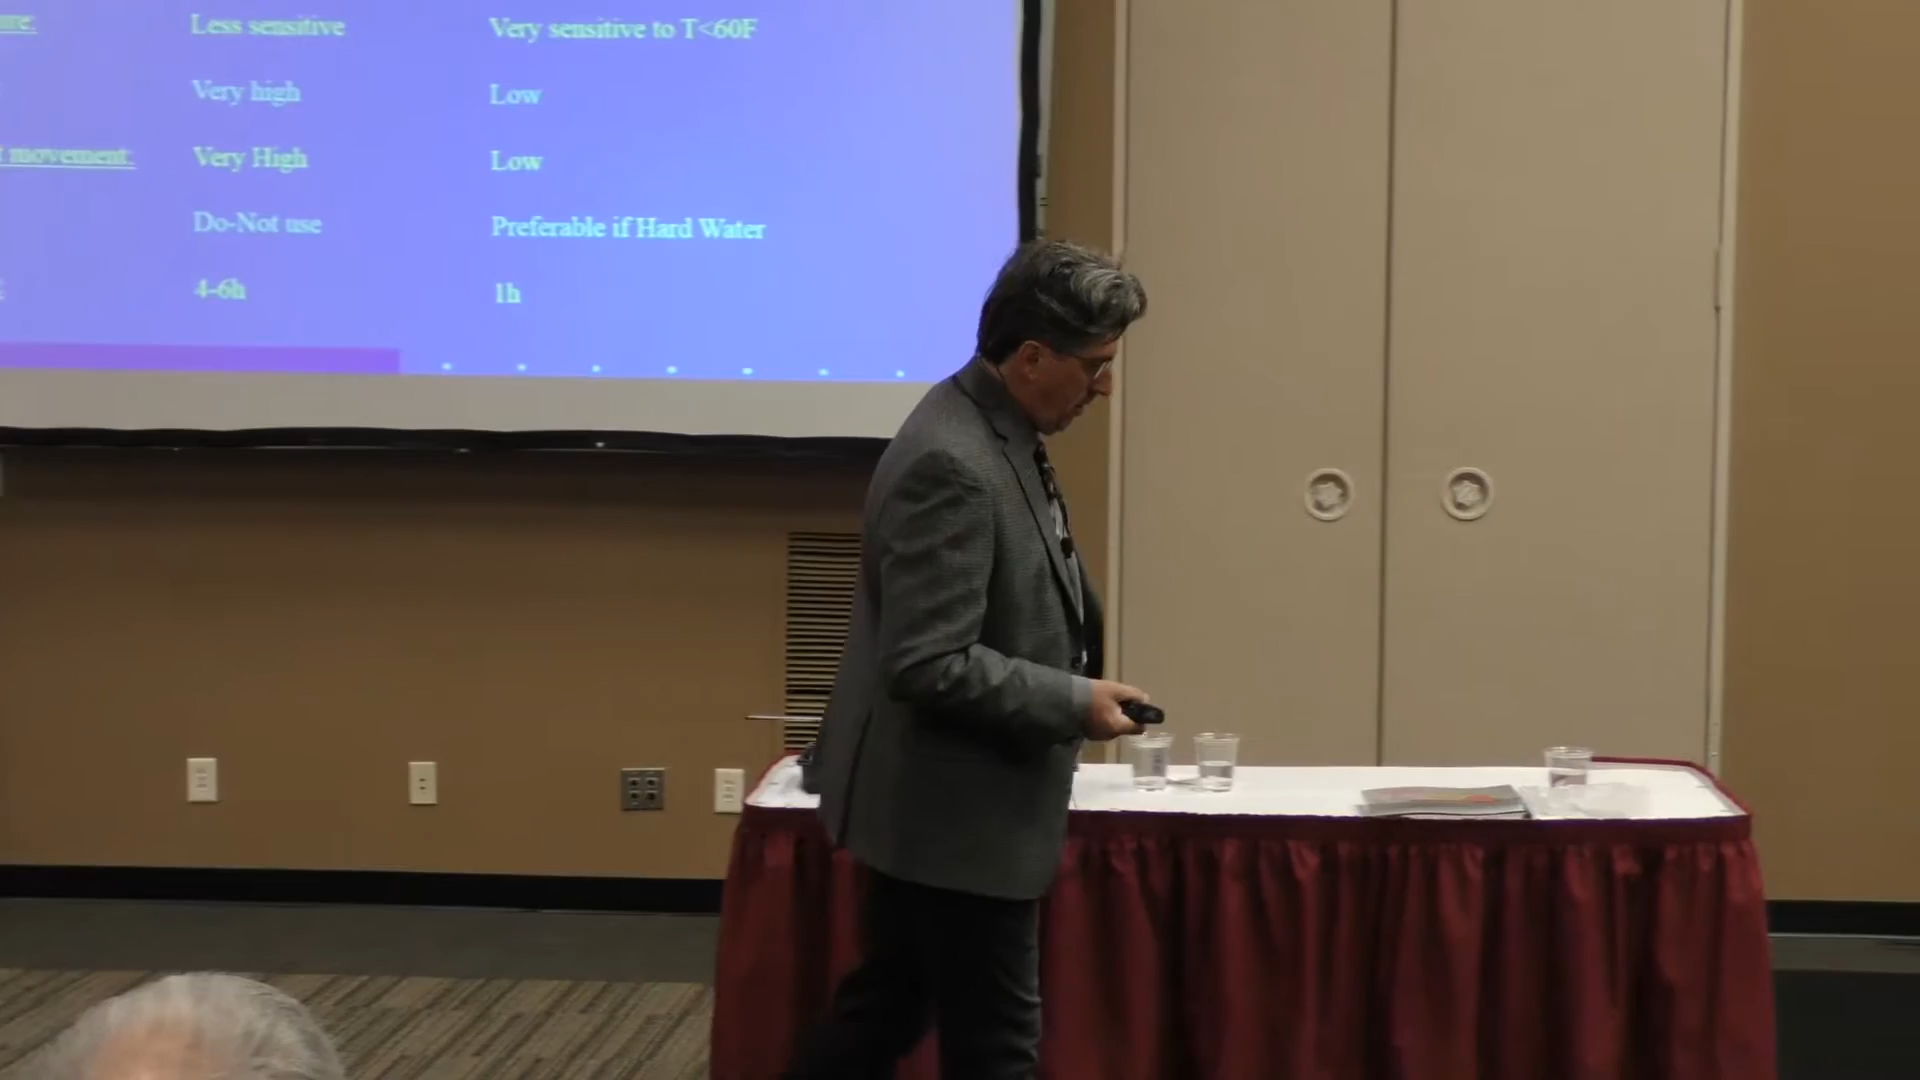 Less sensitive Very sensitive to T<60F
Very high Low
movement: Very High Low
Do-Not use Preferable if Hard Water
4-6h 1h